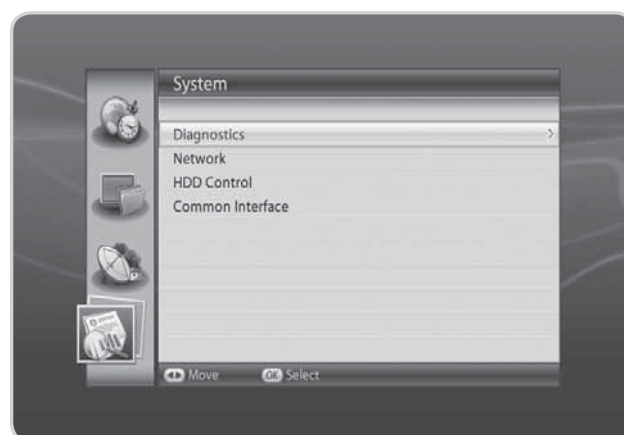 System
Diagnostics
Network
HDD Control
Common Interface
Move
OK Select